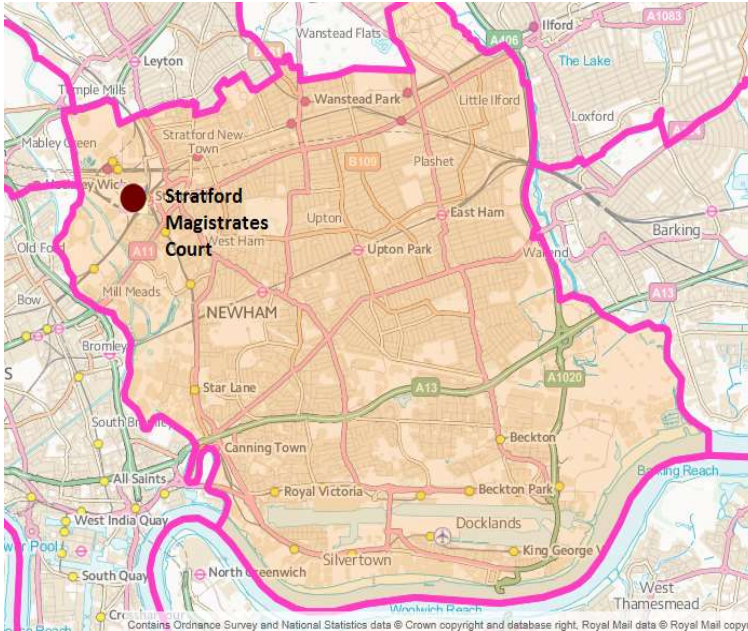 Wanstead Flats
Ilford
A1083
A406
Leyton
The Lake
Temple Mills
Wanstead Park
Little Ilford
Loxford
Mabley Green
Stratford New
Town
B109
Plashet
Stratford
Magistrates
Court
Upton
East Ham
Barking
Old Ford
A11
West Ham
Upton Park
Bow
Mill Meads
A13
NEWHAM
Bromley
S
Star Lane
A13
A1020
South
Beckton
Canning Town
All Saints
Barking Reach
Royal Victoria
Beckton Park
West India Quay
Docklands
King George V
Silvertown
South Quay
North Greenwich
West
Thamesmead
Woolwich Reach
Contains Ordnance Survey and National Statistics data © Crown copyright and database right, Royal Mail data © Royal Mail copy